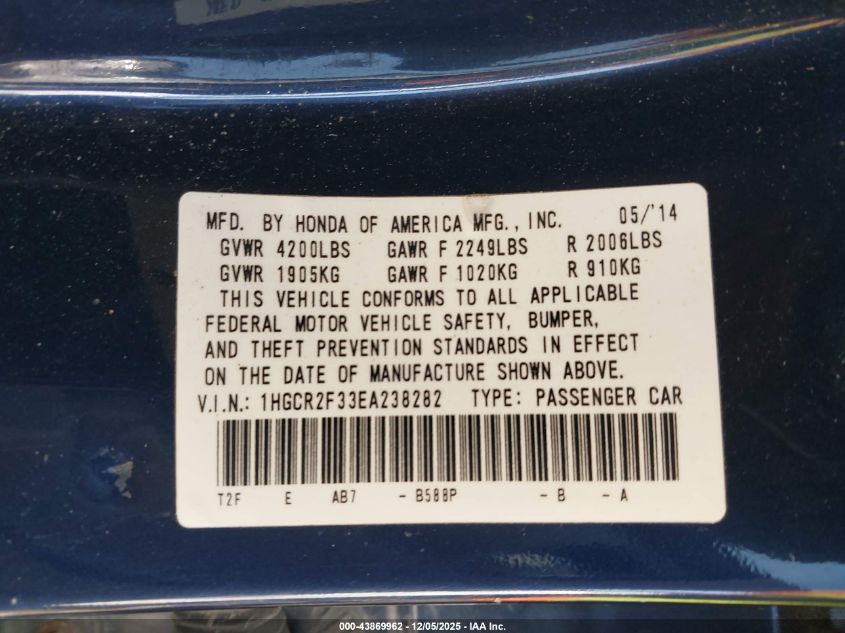 MFD. BY HONDA OF AMERICA MFG., INC. 05/'14
GVWR 4200LBS GAWR F 2249LBS R 2006LBS
GVWR 1905KG GAWR F 1020KG R 910KG
THIS VEHICLE CONFORMS TO ALL APPLICABLE
FEDERAL MOTOR VEHICLE SAFETY, BUMPER,
AND THEFT PREVENTION STANDARDS IN EFFECT
ON THE DATE OF MANUFACTURE SHOWN ABOVE.
V.I.N.: 1HGCR2F33EA238282 TYPE: PASSENGER CAR
T2F E AB7 - B588P - B - A
000-43869962 - 12/05/2025 - IAA Inc.